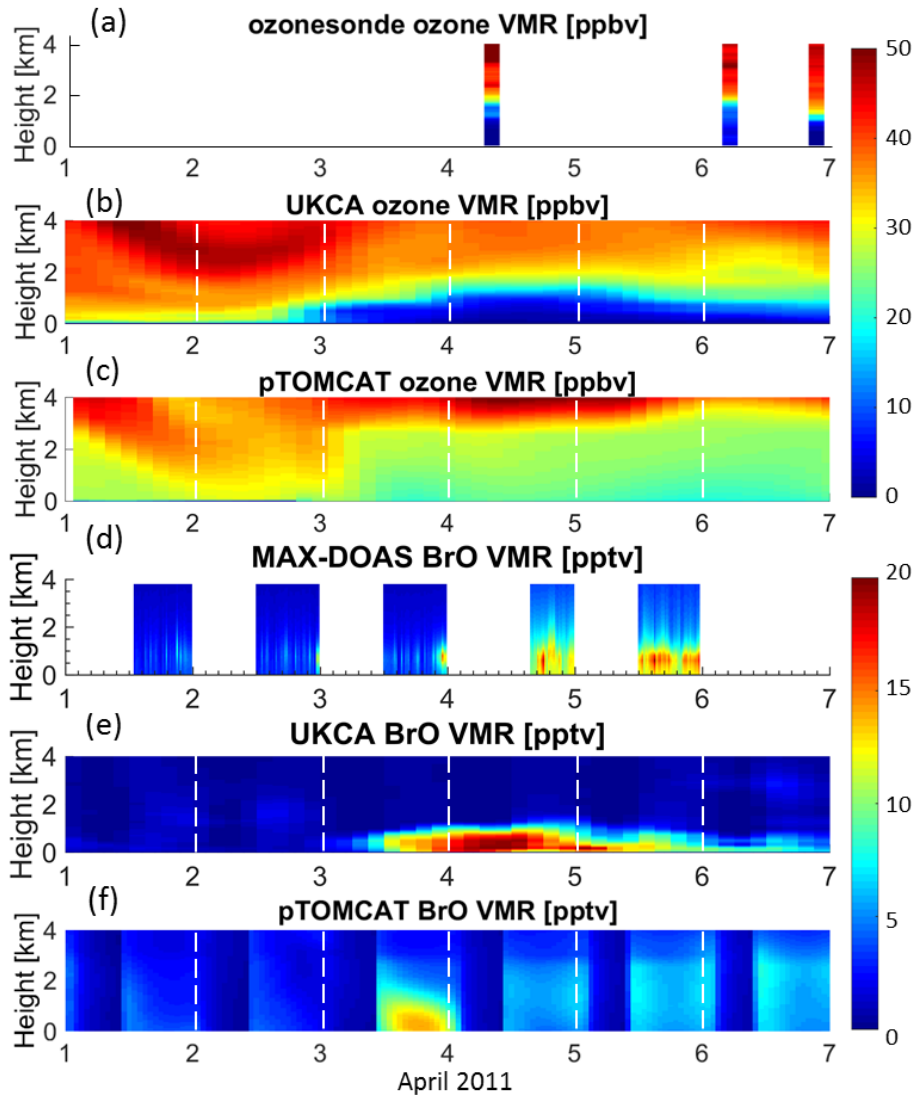 (a)
ozonesonde ozone VMR [ppbv]
Height [km]
4
2
0
1 2 3 4 5 6 7
(b)
UKCA ozone VMR [ppbv]
Height [km]
4
2
0
1 2 3 4 5 6 7
(c)
pTOMCAT ozone VMR [ppbv]
Height [km]
4
2
0
1 2 3 4 5 6 7
50
40
30
20
10
0
(d)
MAX-DOAS BrO VMR [pptv]
Height [km]
4
2
0
1 2 3 4 5 6 7
(e)
UKCA BrO VMR [pptv]
Height [km]
4
2
0
1 2 3 4 5 6 7
(f)
pTOMCAT BrO VMR [pptv]
Height [km]
4
2
0
1 2 3 4 5 6 7
April 2011
20
15
10
5
0